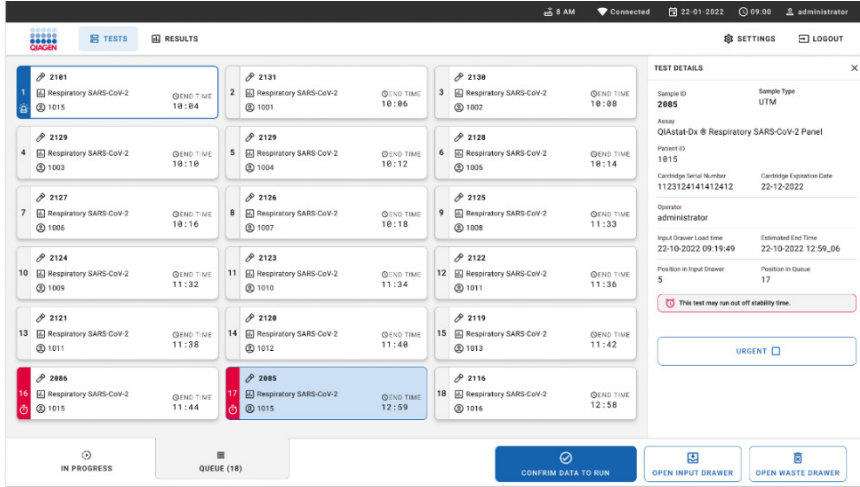 8 AM Connected 22-01-2022 09:00 administrator
QIAGEN TESTS RESULTS SETTINGS LOGOUT
1 2101
Respiratory SARS-CoV-2 END TIME
1015 10:04
2 2131
Respiratory SARS-CoV-2 END TIME
1001 10:06
3 2130
Respiratory SARS-CoV-2 END TIME
1002 10:08
4 2129
Respiratory SARS-CoV-2 END TIME
1003 10:10
5 2129
Respiratory SARS-CoV-2 END TIME
1004 10:12
6 2128
Respiratory SARS-CoV-2 END TIME
1005 10:14
7 2127
Respiratory SARS-CoV-2 END TIME
1006 10:16
8 2126
Respiratory SARS-CoV-2 END TIME
1007 10:18
9 2125
Respiratory SARS-CoV-2 END TIME
1008 11:33
10 2124
Respiratory SARS-CoV-2 END TIME
1009 11:32
11 2123
Respiratory SARS-CoV-2 END TIME
1010 11:34
12 2122
Respiratory SARS-CoV-2 END TIME
1011 11:36
13 2121
Respiratory SARS-CoV-2 END TIME
1011 11:38
14 2120
Respiratory SARS-CoV-2 END TIME
1012 11:40
15 2119
Respiratory SARS-CoV-2 END TIME
1013 11:42
16 2086
Respiratory SARS-CoV-2 END TIME
1015 11:44
17 2085
Respiratory SARS-CoV-2 END TIME
1015 12:59
18 2116
Respiratory SARS-CoV-2 END TIME
1016 12:58
TEST DETAILS
Sample ID Sample Type
2085 UTM
Assay
QIAstat-Dx ® Respiratory SARS-CoV-2 Panel
Patient ID
1015
Cardridge Serial Number Cardridge Expiration Date
1123124141412412 22-12-2022
Operator
administrator
Input Drawer Load time Estimated End Time
22-10-2022 09:19:49 22-10-2022 12:59_06
Position in Input Drawer Position in Queue
5 17
This test may run out off stability time.
URGENT
IN PROGRESS QUEUE (18) CONFRIM DATA TO RUN OPEN INPUT DRAWER OPEN WASTE DRAWER